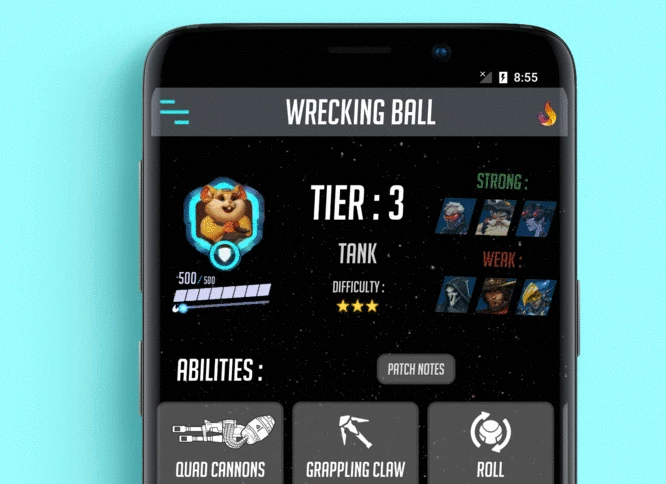 8:55
WRECKING BALL
TIER : 3
TANK
DIFFICULTY :
STRONG :
WEAK :
500 / 500
ABILITIES :
PATCH NOTES
QUAD CANNONS
GRAPPLING CLAW
ROLL